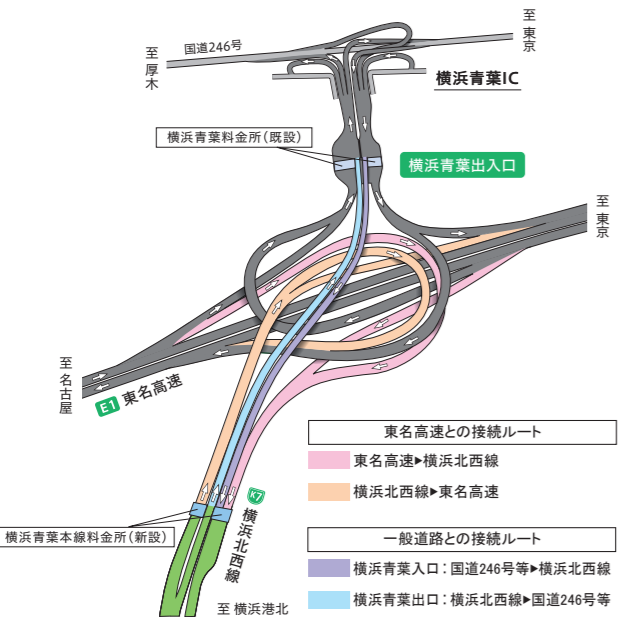 至東京
国道246号
至厚木
横浜青葉IC
横浜青葉料金所(既設)
横浜青葉出入口
至東京
至名古屋
E1 東名高速
東名高速との接続ルート
東名高速▶横浜北西線
横浜北西線▶東名高速
K7
横浜北西線
横浜青葉本線料金所(新設)
一般道路との接続ルート
横浜青葉入口:国道246号等▶横浜北西線
横浜青葉出口:横浜北西線▶国道246号等
至 横浜港北